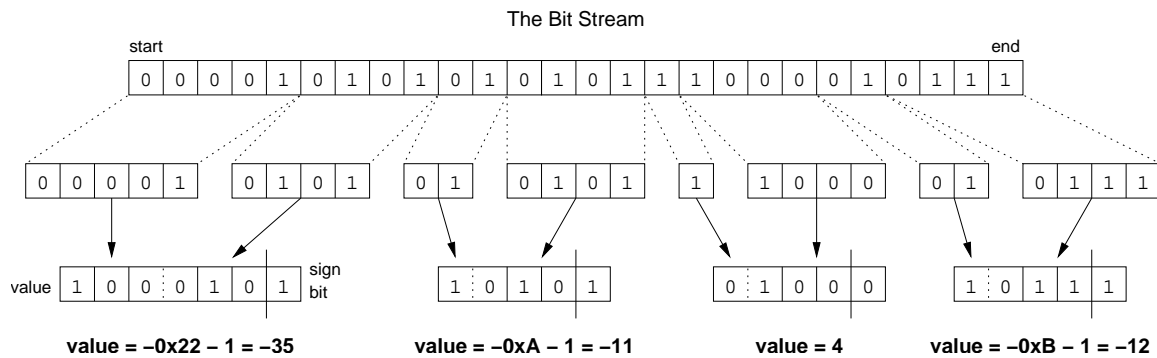 The Bit Stream
start end
0 0 0 0 1 0 1 0 1 0 1 0 1 0 1 1 1 0 0 0 0 1 0 1 1 1
0 0 0 0 1 0 1 0 1 0 1 0 1 0 1 1 1 0 0 0 0 1 0 1 1 1
value 1 0 0 0 1 0 1 sign bit 1 0 1 0 1 0 1 0 0 0 1 0 1 1 1
value = −0x22 − 1 = −35 value = −0xA − 1 = −11 value = 4 value = −0xB − 1 = −12